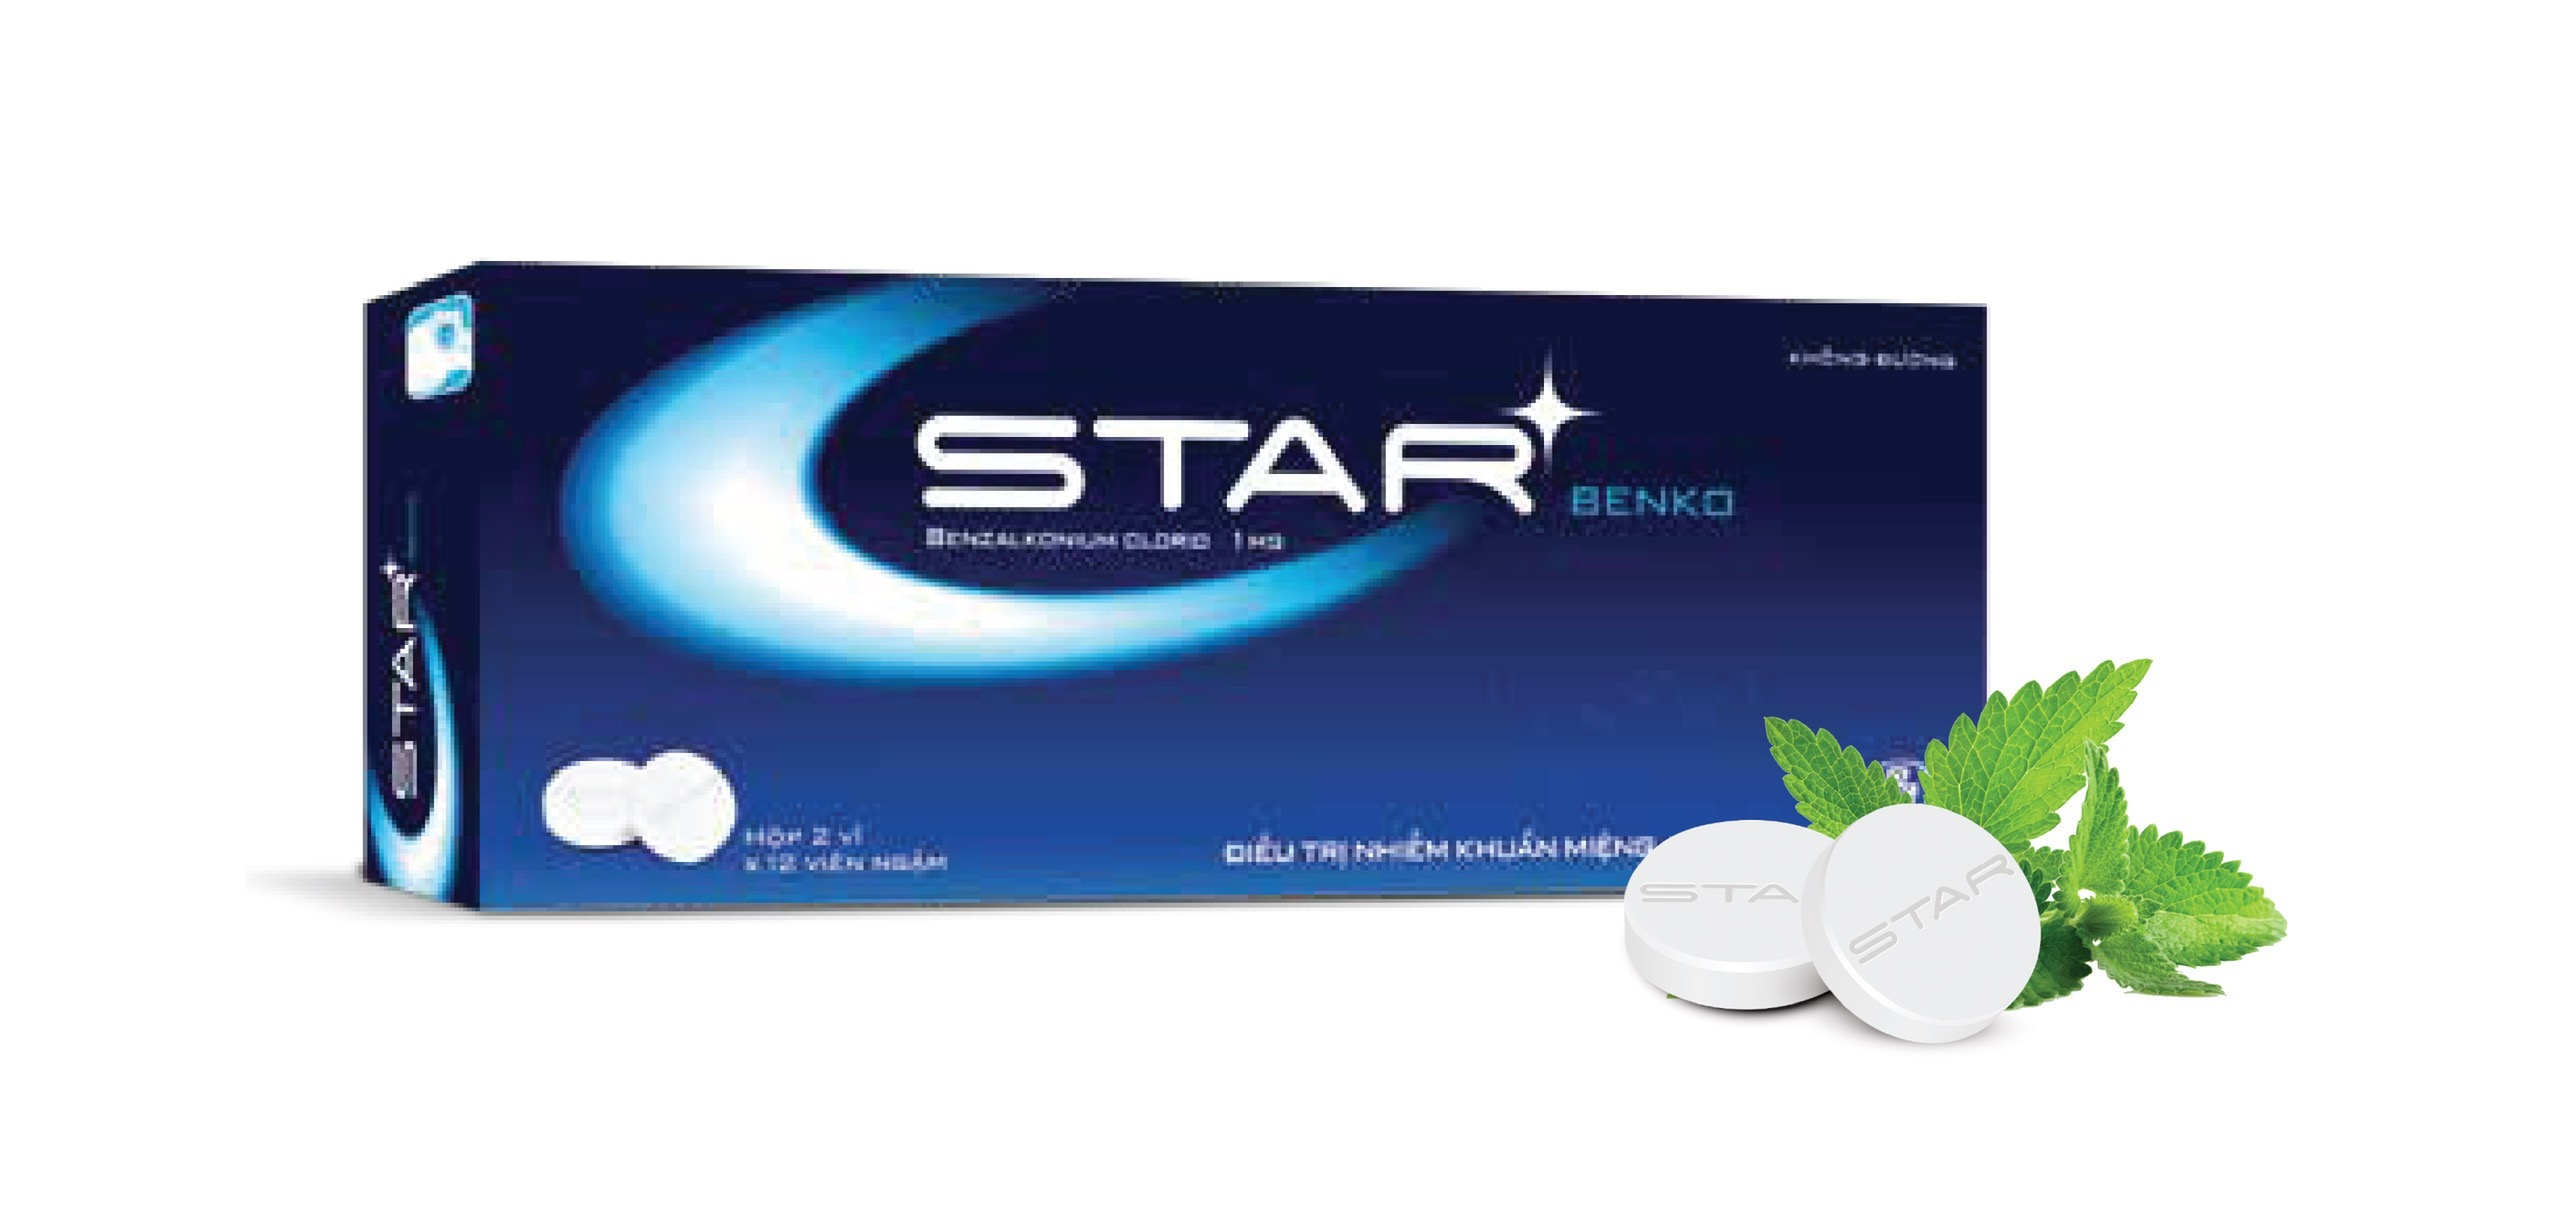 KHÔNG ĐƯỜNG
STAR
BENKO
BENZALKONIUM CLORID 1 MG
STAR
HỘP 2 VỈ
x 12 VIÊN NGẬM
ĐIỀU TRỊ NHIỄM KHUẨN MIỆNG
STA
STAR